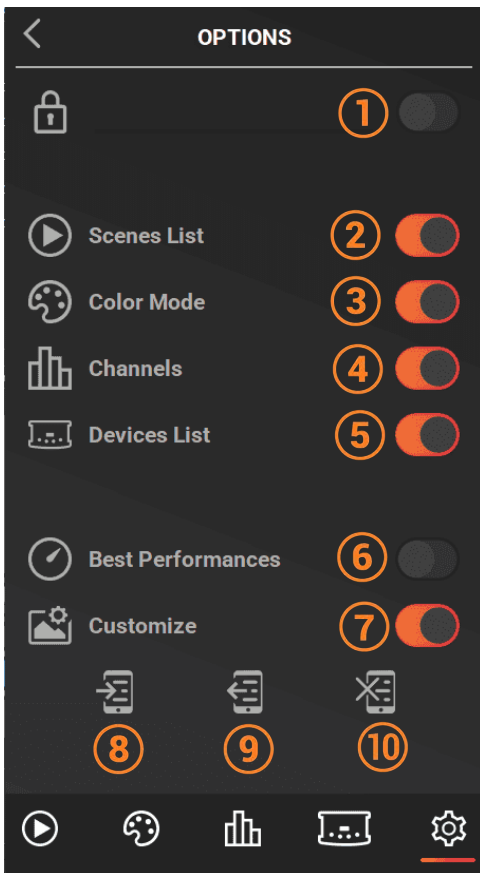 OPTIONS
1
Scenes List 2
Color Mode 3
Channels 4
Devices List 5
Best Performances 6
Customize 7
8 9 10